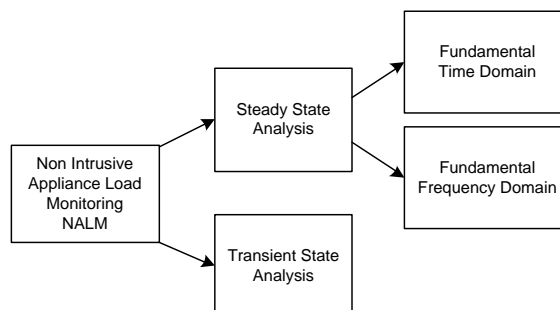 Non Intrusive
Appliance Load
Monitoring
NALM
Steady State
Analysis
Transient State
Analysis
Fundamental
Time Domain
Fundamental
Frequency Domain